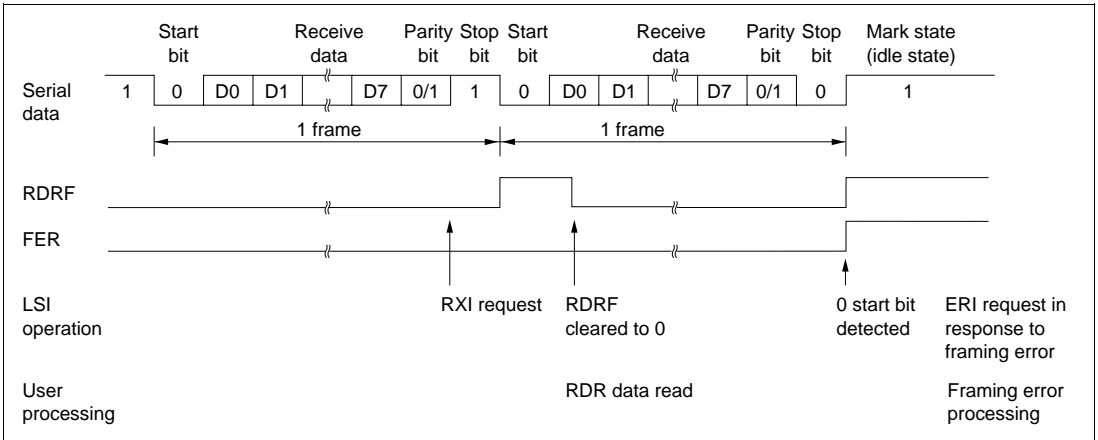 Start bit Receive data Parity bit Stop bit Start bit Receive data Parity bit Stop bit Mark state (idle state)
Serial data 1 0 D0 D1 D7 0/1 1 0 D0 D1 D7 0/1 0 1
1 frame 1 frame
RDRF
FER
LSI operation RXI request RDRF cleared to 0 0 start bit detected ERI request in response to framing error
User processing RDR data read Framing error processing